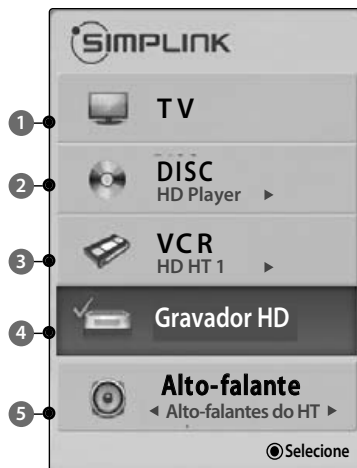 SIMPLINK
1 TV
2 DISC
HD Player ▶
3 VCR
HD HT 1 ▶
4 Gravador HD
5 Alto-falante
◀ Alto-falantes do HT ▶
◉ Selecione